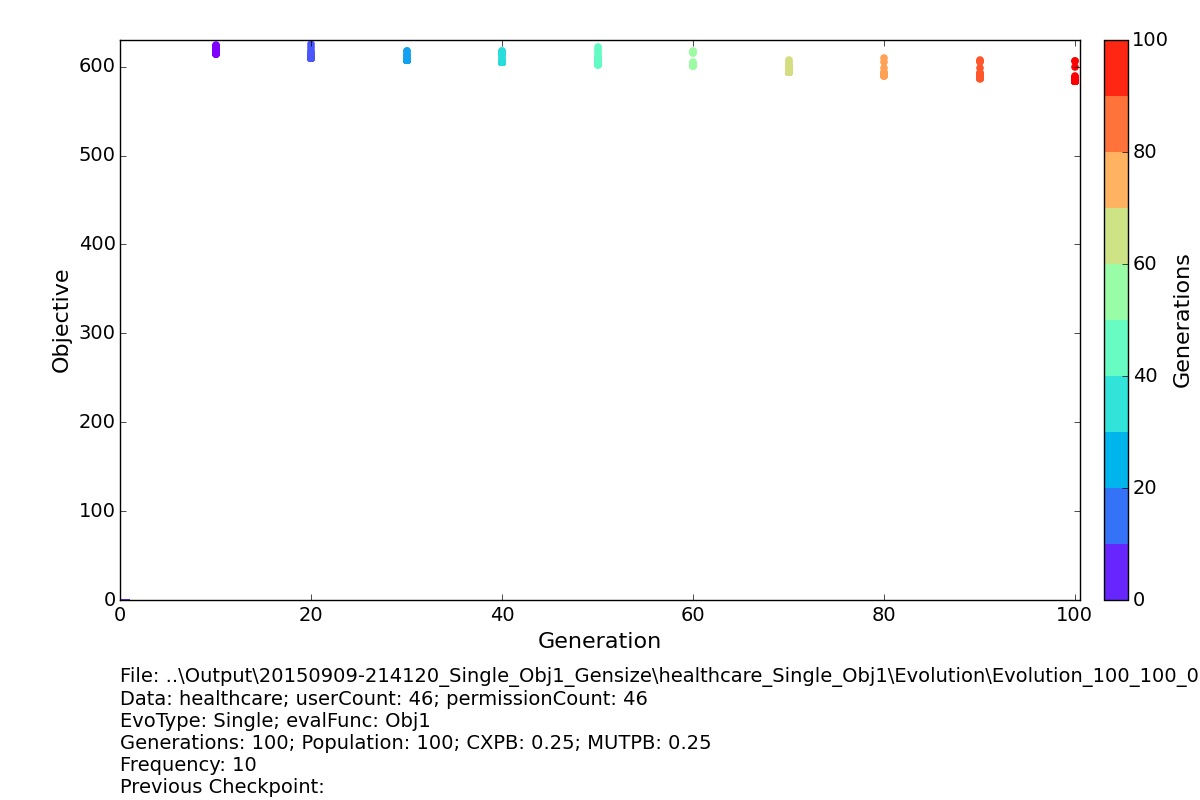 600
500
400
300
200
100
0
Objective
0 20 40 60 80 100
Generation
100
80
60
40
20
0
Generations
File: ..\Output\20150909-214120_Single_Obj1_Gensize\healthcare_Single_Obj1\Evolution\Evolution_100_100_0
Data: healthcare; userCount: 46; permissionCount: 46
EvoType: Single; evalFunc: Obj1
Generations: 100; Population: 100; CXPB: 0.25; MUTPB: 0.25
Frequency: 10
Previous Checkpoint: